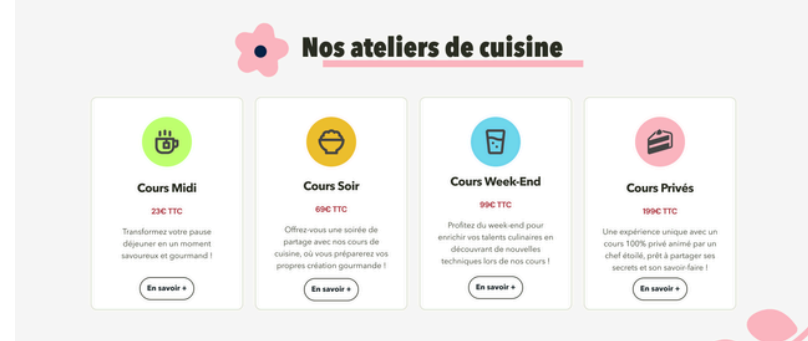 Nos ateliers de cuisine
Cours Midi
23€ TTC
Transformez votre pause
déjeuner en un moment
savoureux et gourmand !
En savoir +
Cours Soir
69€ TTC
Offrez-vous une soirée de
partage avec nos cours de
cuisine, où vous préparerez vos
propres création gourmande !
En savoir +
Cours Week-End
99€ TTC
Profitez du week-end pour
enrichir vos talents culinaires en
découvrant de nouvelles
techniques lors de nos cours !
En savoir +
Cours Privés
199€ TTC
Une expérience unique avec un
cours 100% privé animé par un
chef étoilé, prêt à partager ses
secrets et son savoir-faire !
En savoir +